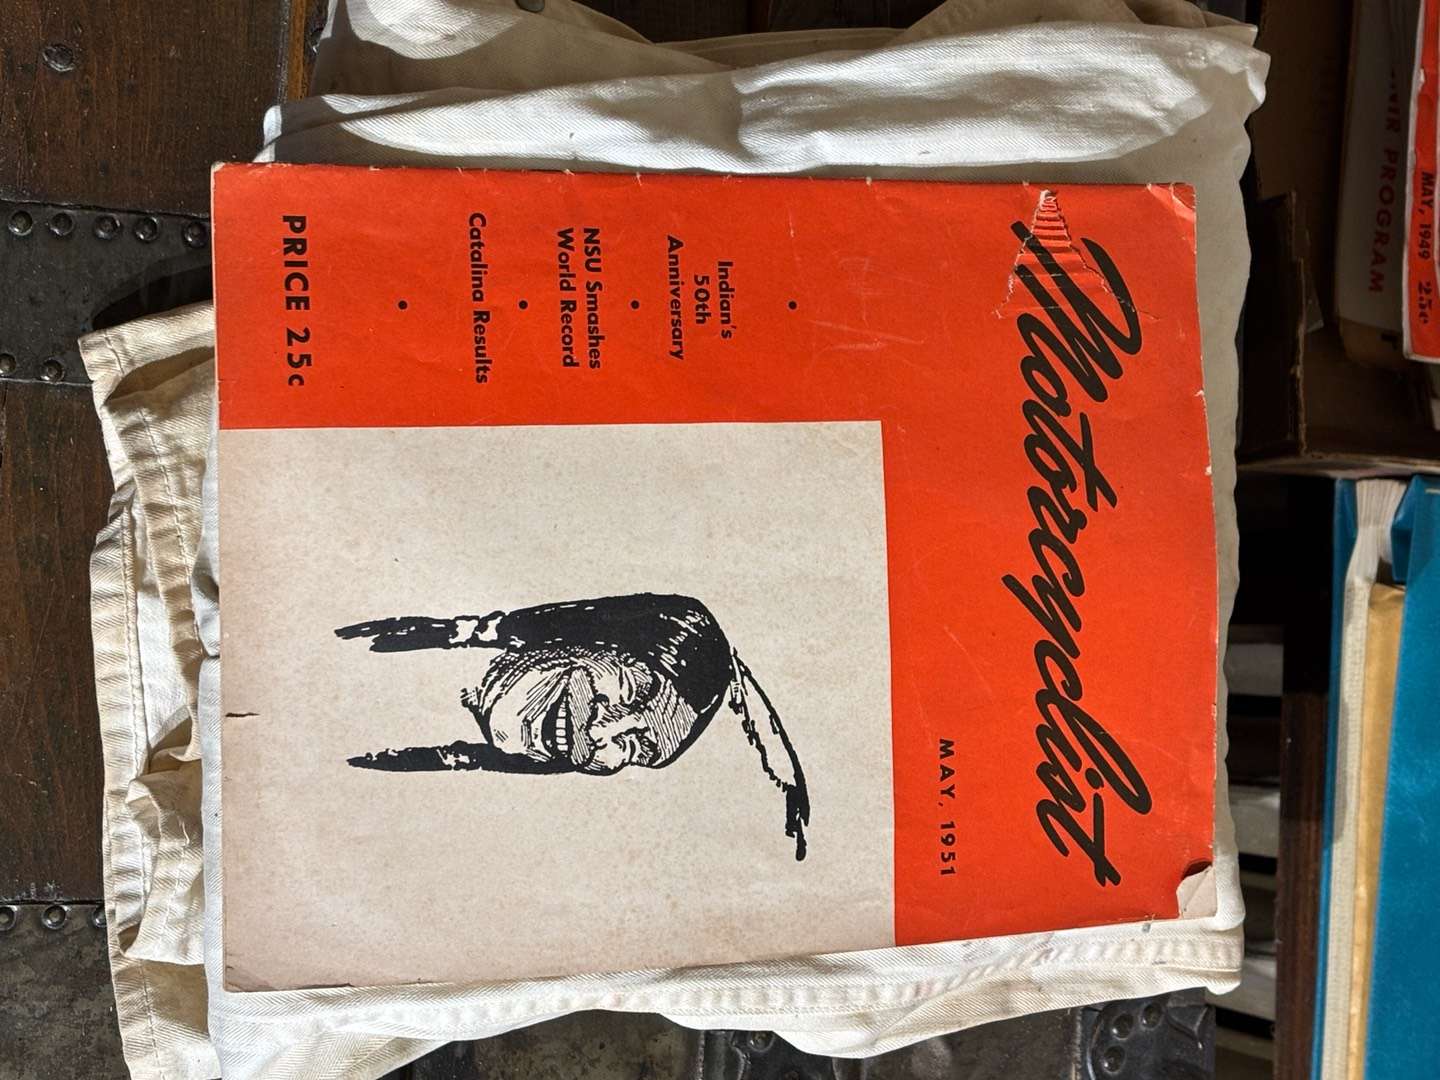 Motorcyclist
MAY, 1951
Indian's
50th
Anniversary
NSU Smashes
World Record
Catalina Results
PRICE 25c
MAY, 1949 25c
PROGRAM